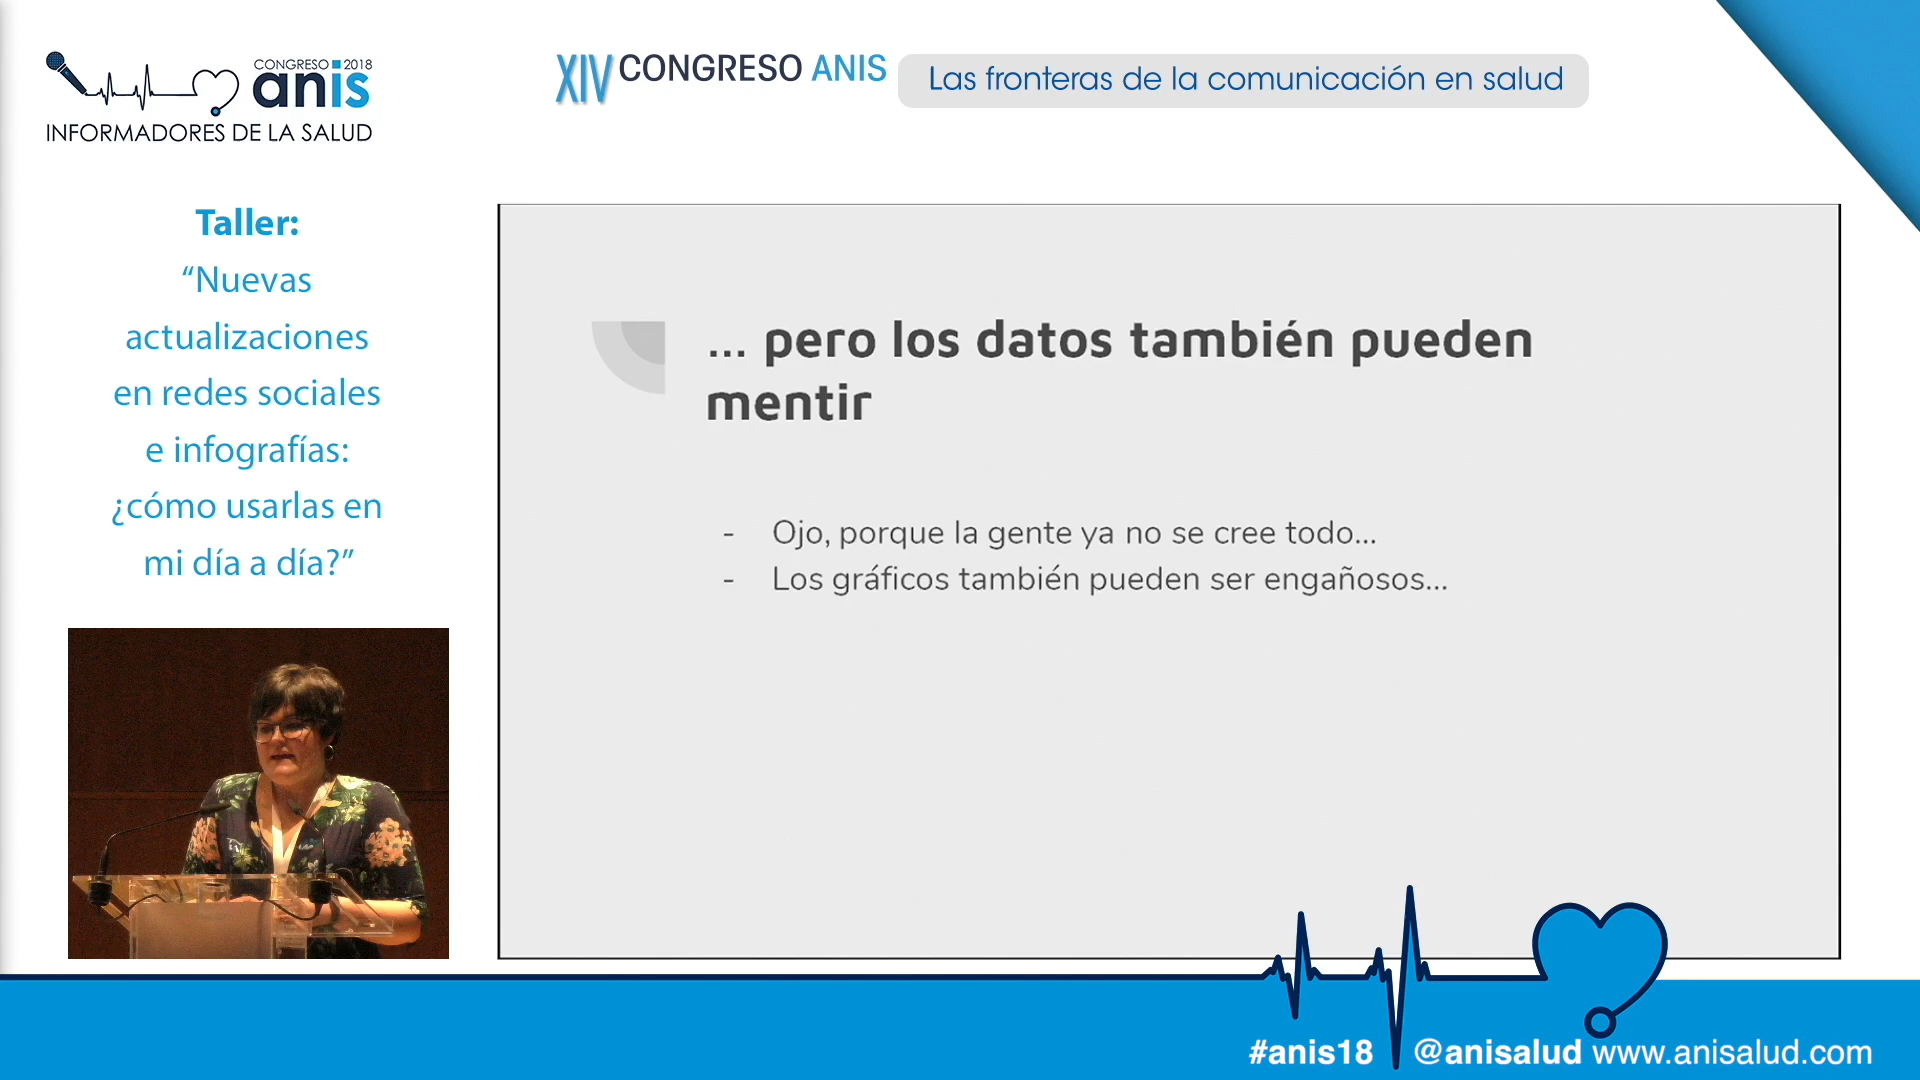 CONGRESO 2018
anis
INFORMADORES DE LA SALUD
XIV CONGRESO ANIS
Las fronteras de la comunicación en salud
Taller:
“Nuevas
actualizaciones
en redes sociales
e infografías:
¿cómo usarlas en
mi día a día?”
... pero los datos también pueden
mentir
- Ojo, porque la gente ya no se cree todo...
- Los gráficos también pueden ser engañosos...
#anis18 @anisalud www.anisalud.com